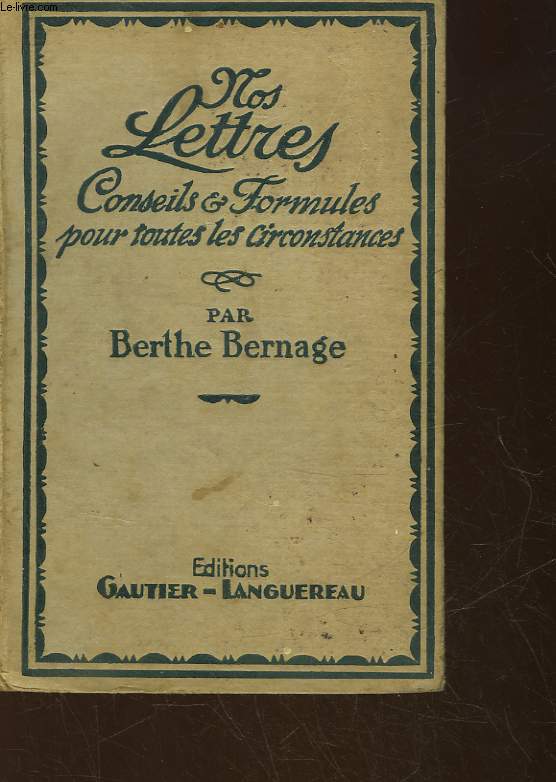 Le-livre.com
Nos
Lettres
Conseils & Formules
pour toutes les circonstances
PAR
Berthe Bernage
Editions
GAUTIER = LANGUEREAU